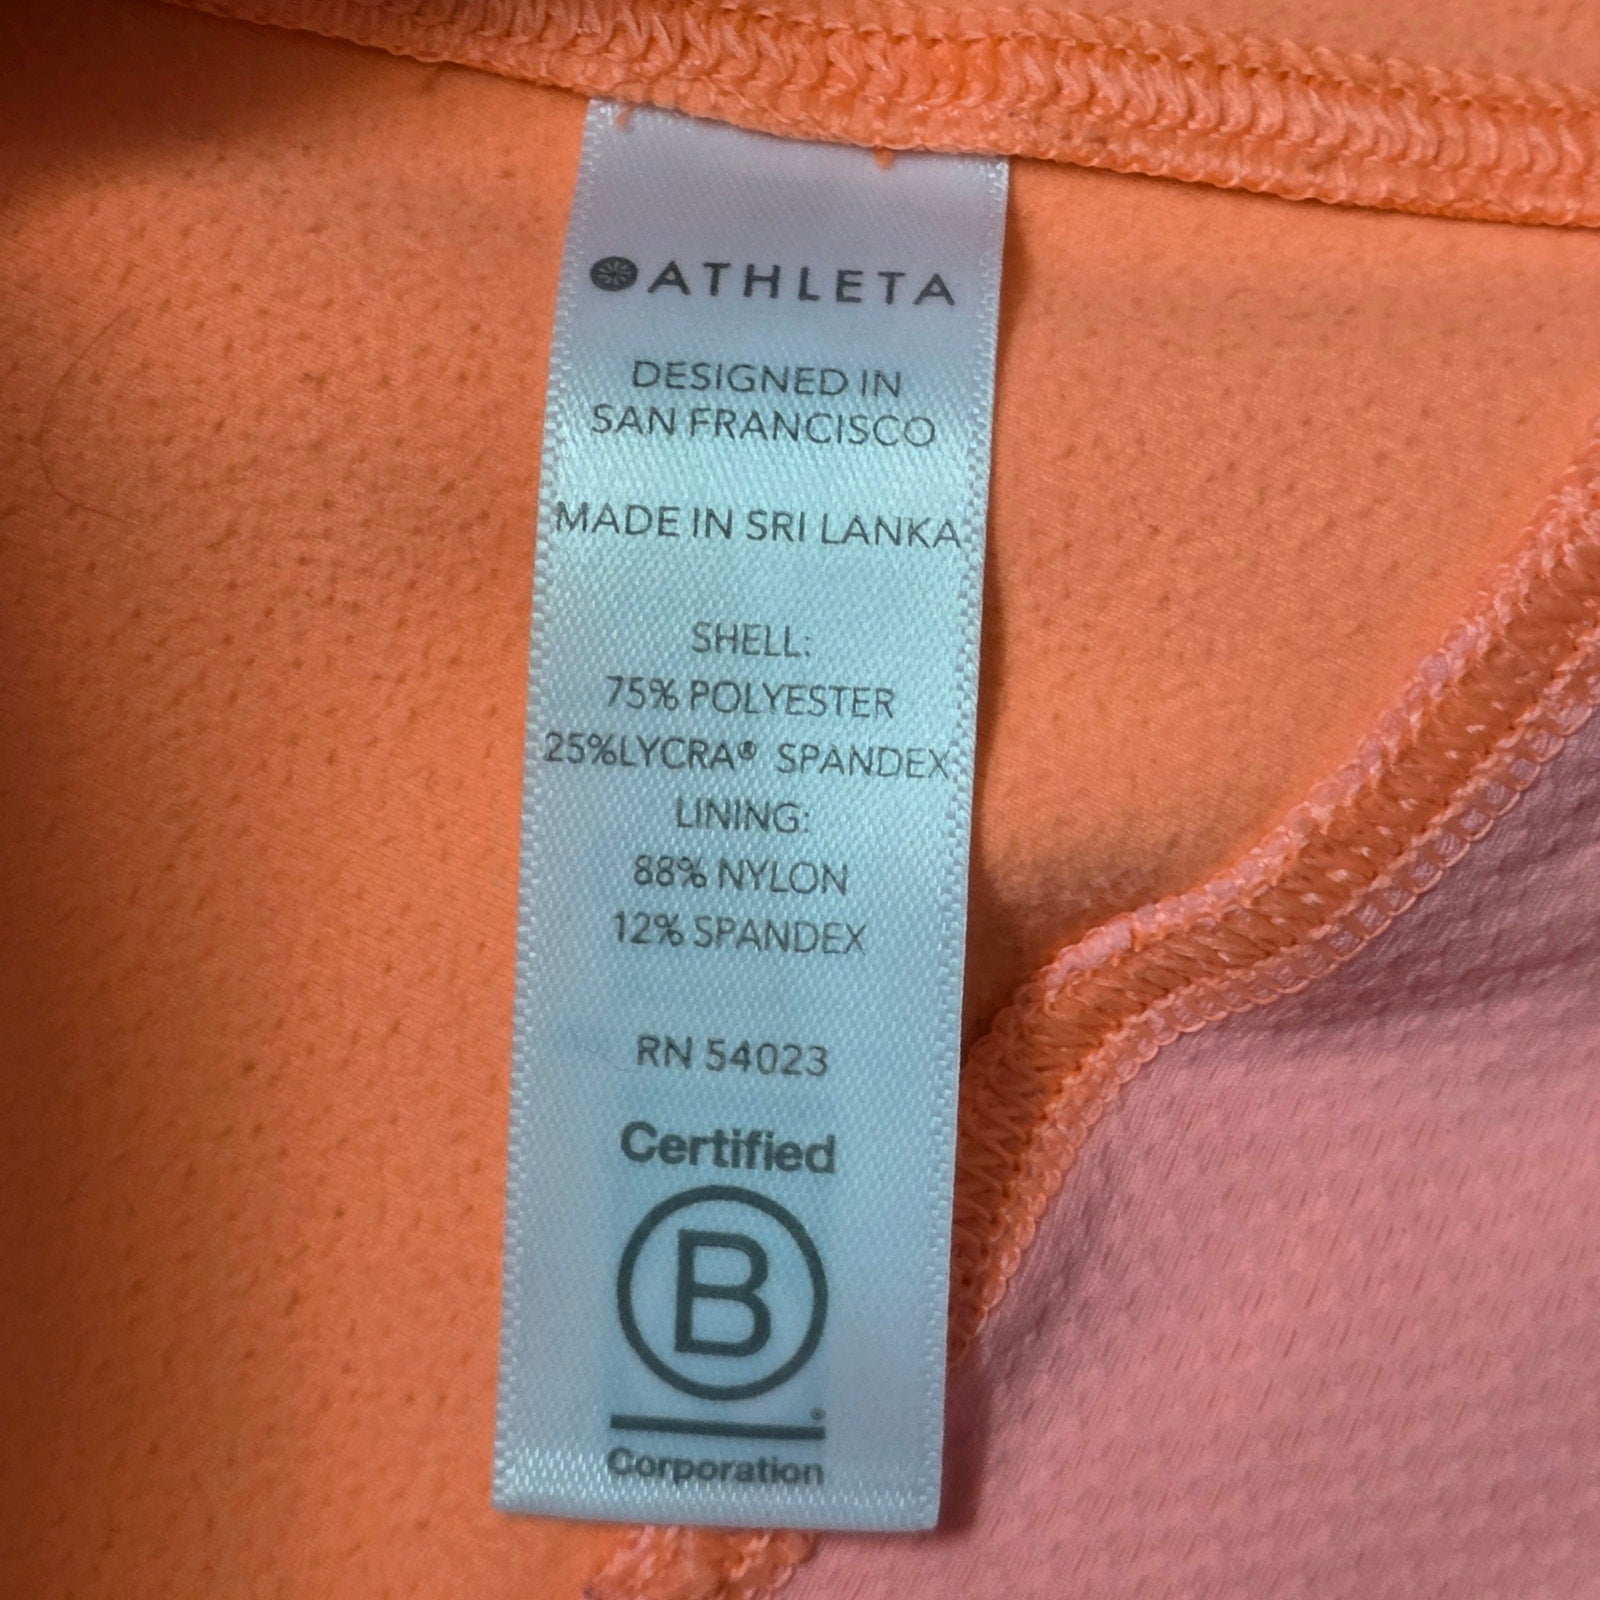 ATHLETA
DESIGNED IN
SAN FRANCISCO
MADE IN SRI LANKA
SHELL:
75% POLYESTER
25%LYCRA® SPANDEX
LINING:
88% NYLON
12% SPANDEX
RN 54023
Certified
B
®
Corporation